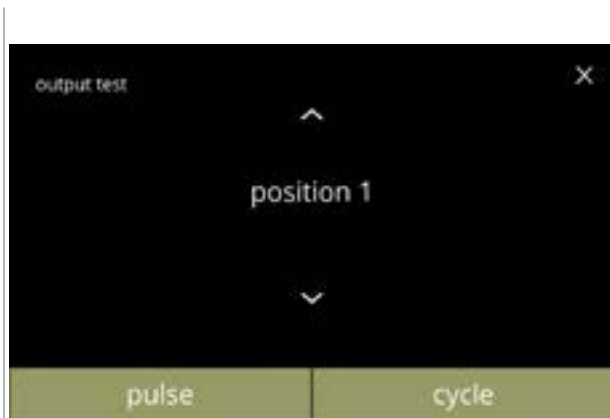 output test
position 1
pulse
cycle